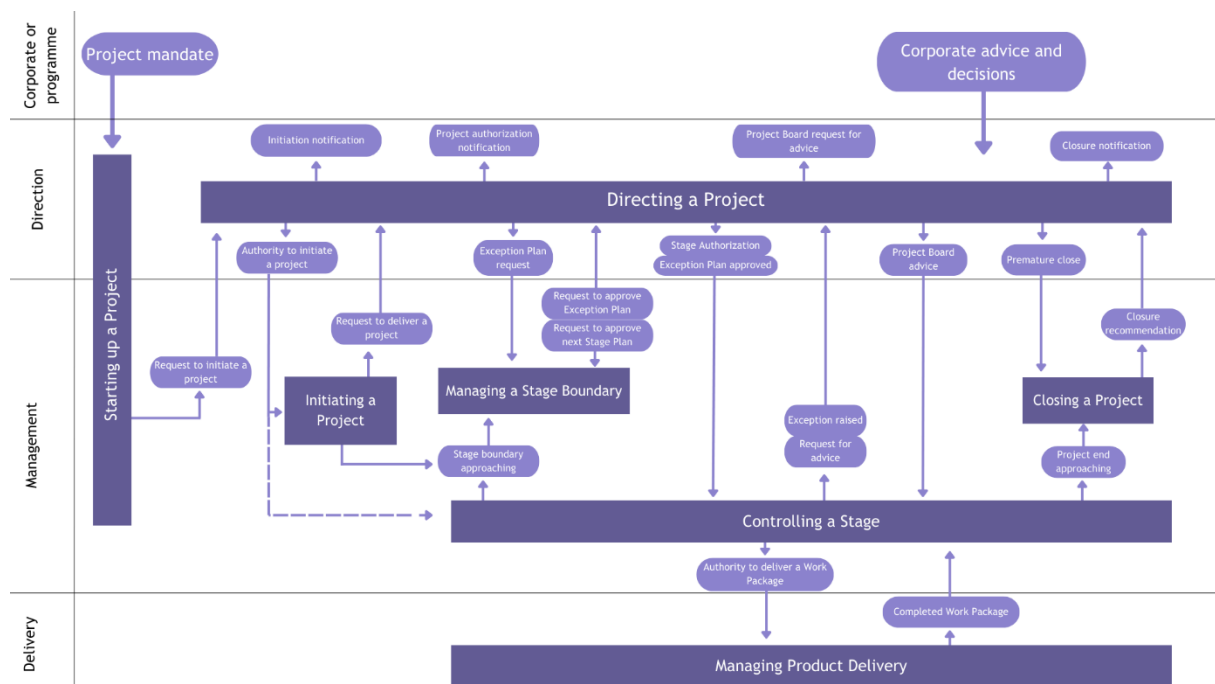 Corporate or
programme
Project mandate
Corporate advice and
decisions
Direction
Initiation notification
Project authorization
notification
Project Board request for
advice
Closure notification
Directing a Project
Authority to initiate
a project
Exception Plan
request
Stage Authorization
Exception Plan approved
Project Board
advice
Premature close
Management
Starting up a Project
Request to initiate a
project
Request to deliver a
project
Request to approve
Exception Plan
Request to approve
next Stage Plan
Closure
recommendation
Initiating a
Project
Managing a Stage Boundary
Closing a Project
Stage boundary
approaching
Exception raised
Request for
advice
Project end
approaching
Controlling a Stage
Authority to deliver a Work
Package
Delivery
Completed Work Package
Managing Product Delivery